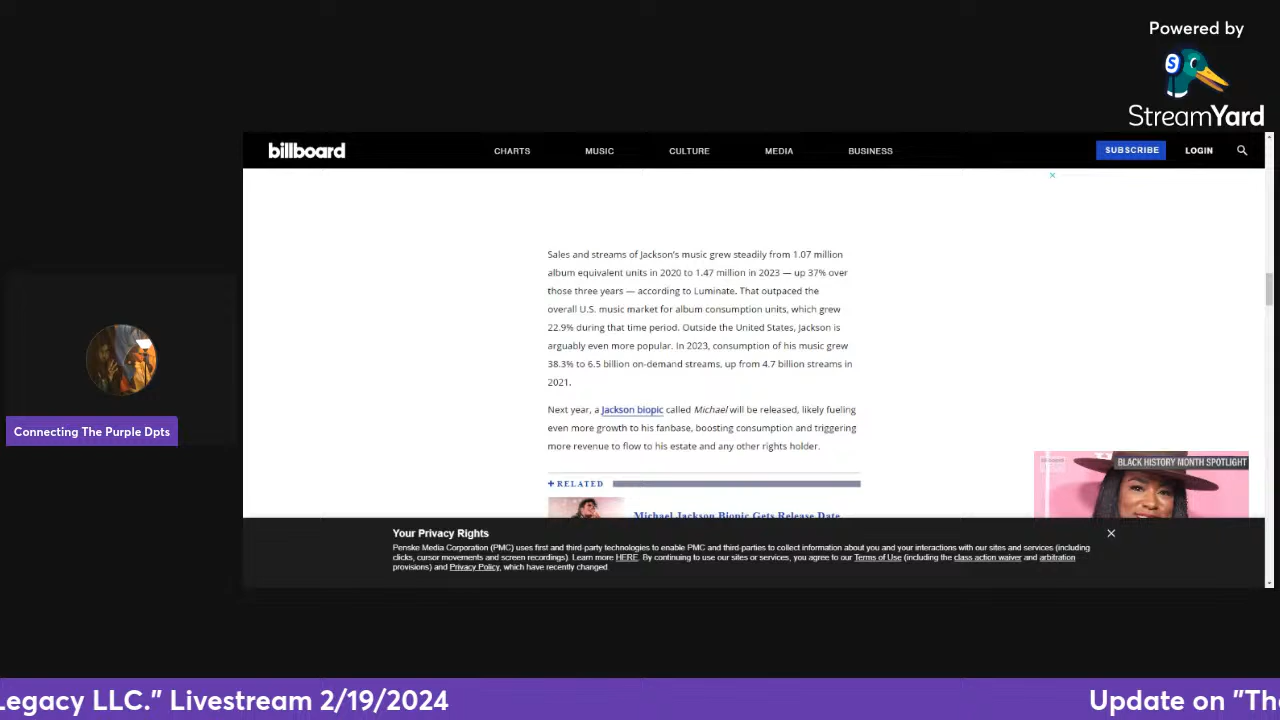 Powered by
StreamYard
billboard
CHARTS
MUSIC
CULTURE
MEDIA
BUSINESS
SUBSCRIBE
LOGIN
Sales and streams of Jackson's music grew steadily from 1.07 million
album equivalent units in 2020 to 1.47 million in 2023 — up 37% over
those three years — according to Luminate. That outpaced the
overall U.S. music market for album consumption units, which grew
22.9% during that time period. Outside the United States, Jackson is
arguably even more popular. In 2023, consumption of his music grew
38.3% to 6.5 billion on-demand streams, up from 4.7 billion streams in
2021.
Next year, a Jackson biopic called Michael will be released, likely fueling
even more growth to his fanbase, boosting consumption and triggering
more revenue to flow to his estate and any other rights holder.
+ RELATED
Michael Jackson Biopic Gets Release Date
BLACK HISTORY MONTH SPOTLIGHT
Your Privacy Rights
Penske Media Corporation (PMC) uses first and third-party technologies to enable PMC and third-parties to collect information about you and your interactions with our sites and services (including
clicks, cursor movements and screen recordings). Learn more HERE. By continuing to use our sites or services, you agree to our Terms of Use (including the class action waiver and arbitration
provisions) and Privacy Policy, which have recently changed
Connecting The Purple Dpts
Legacy LLC." Livestream 2/19/2024
Update on "Th